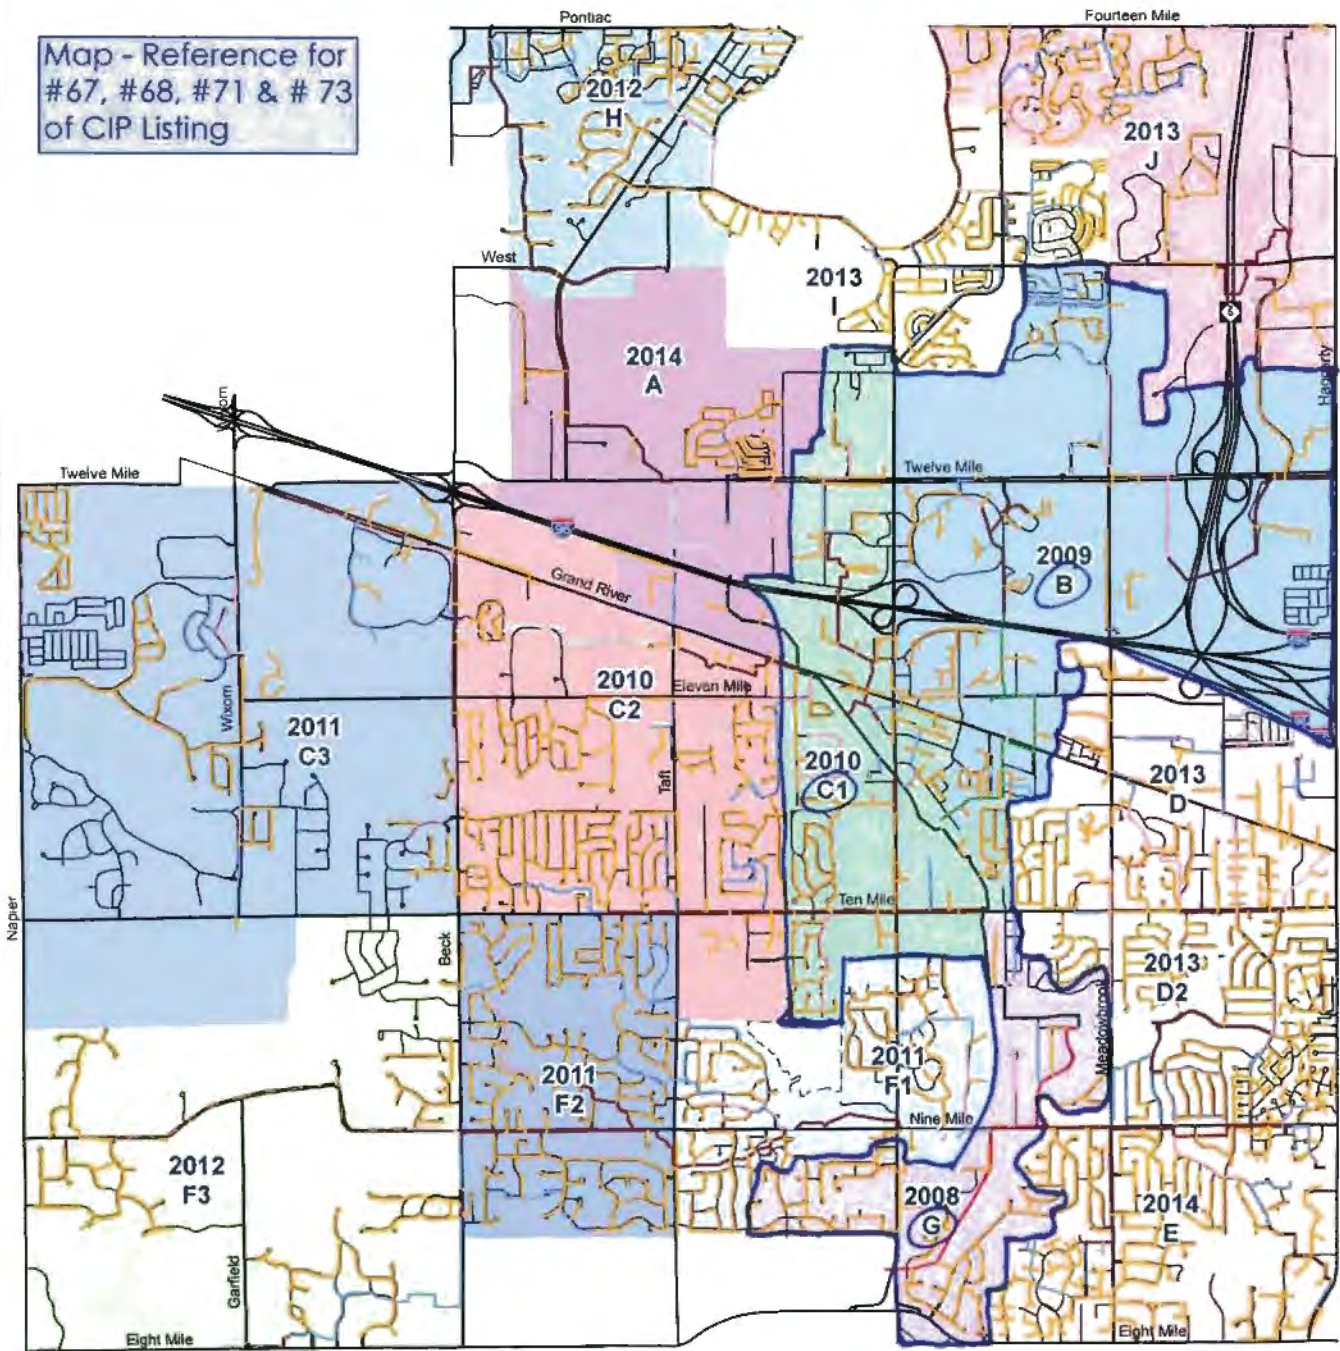 Map - Reference for
#67, #68, #71 & # 73
of CIP Listing
Pontiac
Fourteen Mile
2012
H
2013
J
West
2013
I
5
2014
A
Haggerty
Twelve Mile
Twelve Mile
2009
B
Grand River
2010
C2
Eleven Mile
Wixom
2011
C3
Taft
2010
C1
2013
D
Napier
Beck
Ten Mile
2013
D2
Meadowbrook
2011
F1
2011
F2
Nine Mile
2012
F3
2008
G
2014
E
Garfield
Eight Mile
Eight Mile